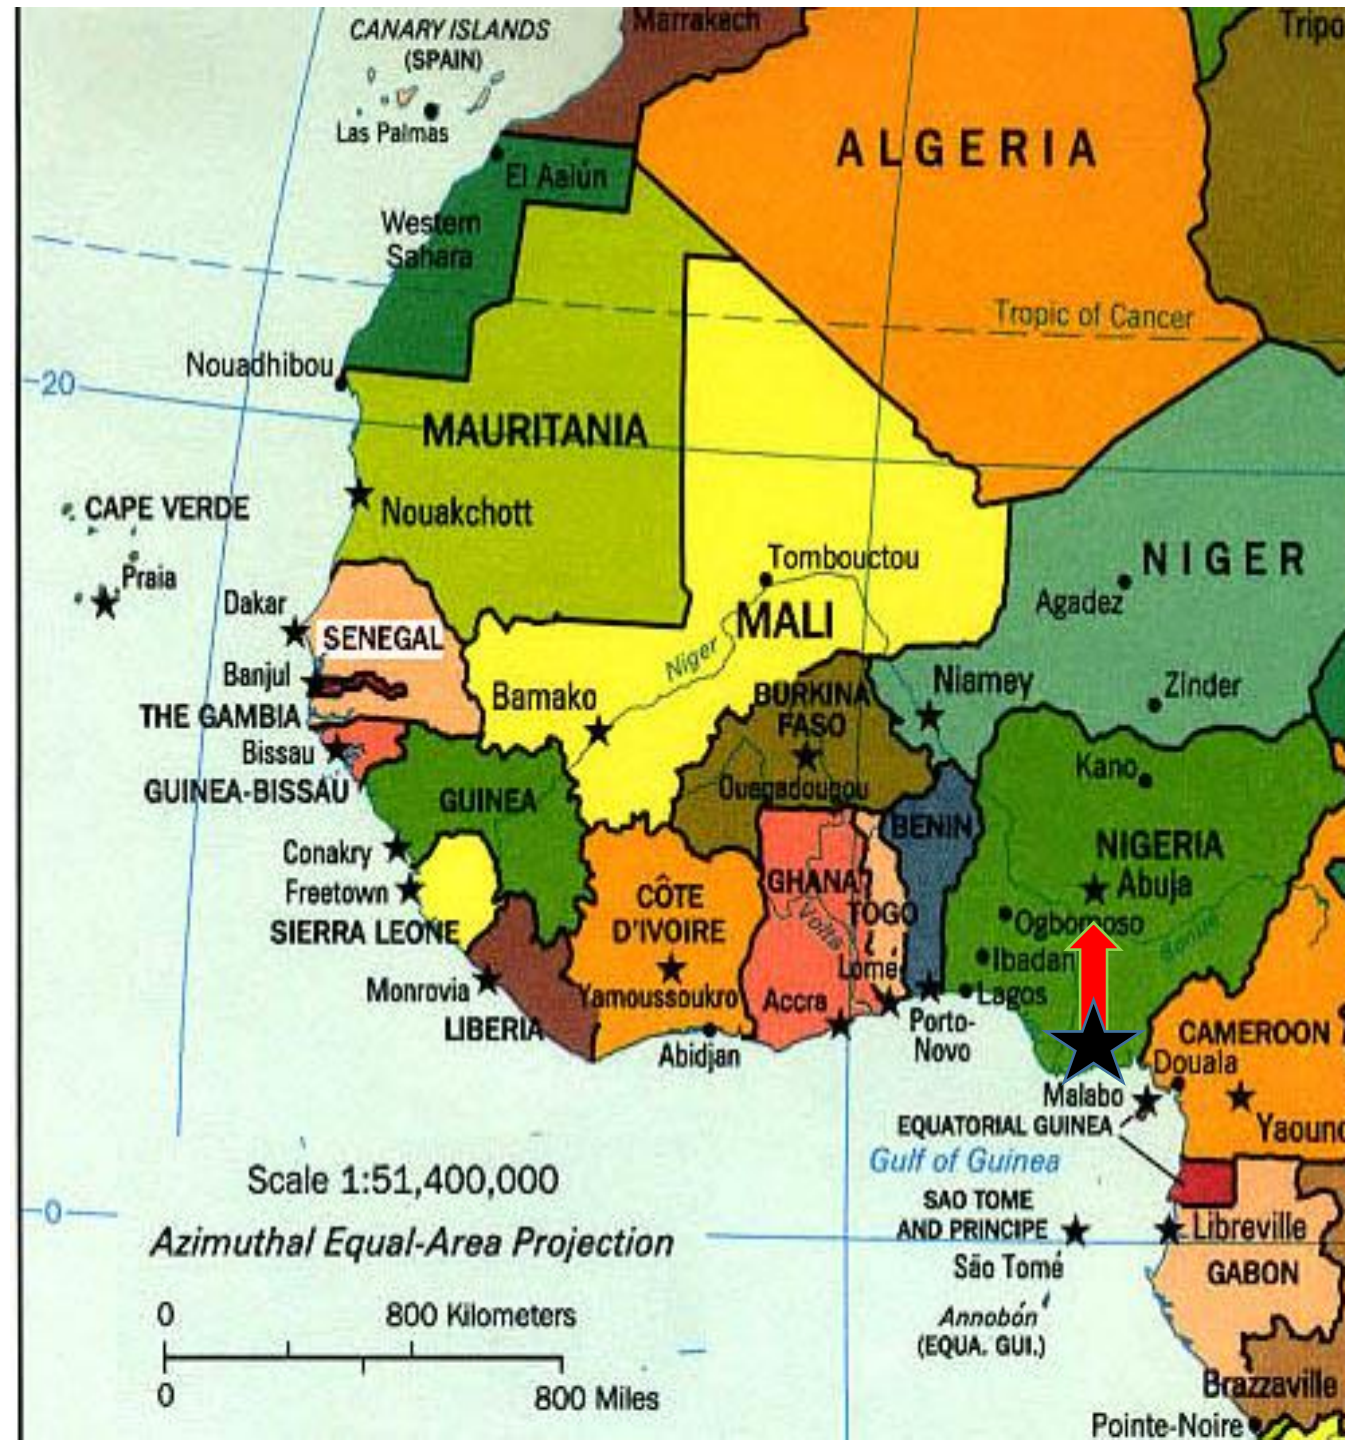 CANARY ISLANDS
(SPAIN)
Marrakech
Las Palmas
El Aaiún
ALGERIA
Western
Sahara
Tropic of Cancer
Nouadhibou
20
MAURITANIA
CAPE VERDE
Nouakchott
Praia
Tombouctou
NIGER
Agadez
Dakar
SENEGAL
MALI
Niger
Banjul
Bamako
BURKINA
FASO
Niamey
Zinder
THE GAMBIA
Bissau
GUINEA-BISSAU
GUINEA
Ouagadougou
Kano
BENIN
NIGERIA
Abuja
Conakry
Freetown
SIERRA LEONE
CÔTE
D'IVOIRE
GHANA
TOGO
Volta
Ogbomoso
Ibadan
Lagos
Lomé
Monrovia
LIBERIA
Yamoussoukro
Accra
Abidjan
Porto-
Novo
CAMEROON
Douala
Malabo
EQUATORIAL GUINEA
Gulf of Guinea
SAO TOME
AND PRINCIPE
São Tomé
Libreville
GABON
Annobón
(EQUA. GUI.)
Brazzaville
Pointe-Noire
0
Scale 1:51,400,000
Azimuthal Equal-Area Projection
0 800 Kilometers
0 800 Miles